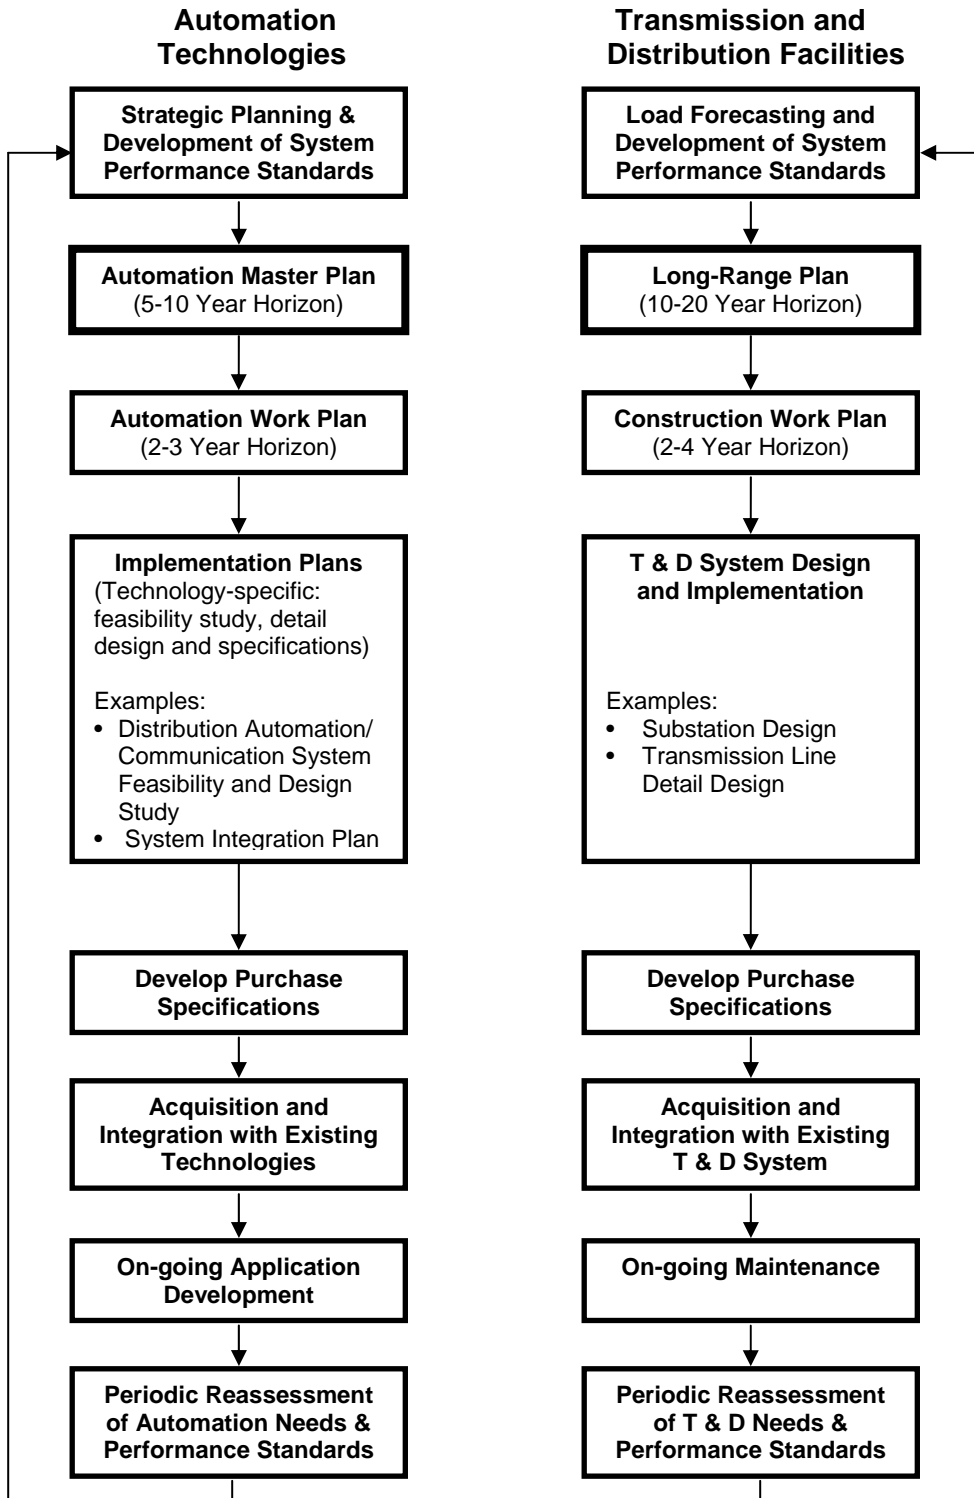 Automation
Technologies
Transmission and
Distribution Facilities
Strategic Planning &
Development of System
Performance Standards
Load Forecasting and
Development of System
Performance Standards
Automation Master Plan
(5-10 Year Horizon)
Long-Range Plan
(10-20 Year Horizon)
Automation Work Plan
(2-3 Year Horizon)
Construction Work Plan
(2-4 Year Horizon)
Implementation Plans
(Technology-specific:
feasibility study, detail
design and specifications)
Examples:
• Distribution Automation/
Communication System
Feasibility and Design
Study
• System Integration Plan
T & D System Design
and Implementation
Examples:
• Substation Design
• Transmission Line
Detail Design
Develop Purchase
Specifications
Develop Purchase
Specifications
Acquisition and
Integration with Existing
Technologies
Acquisition and
Integration with Existing
T & D System
On-going Application
Development
On-going Maintenance
Periodic Reassessment
of Automation Needs &
Performance Standards
Periodic Reassessment
of T & D Needs &
Performance Standards